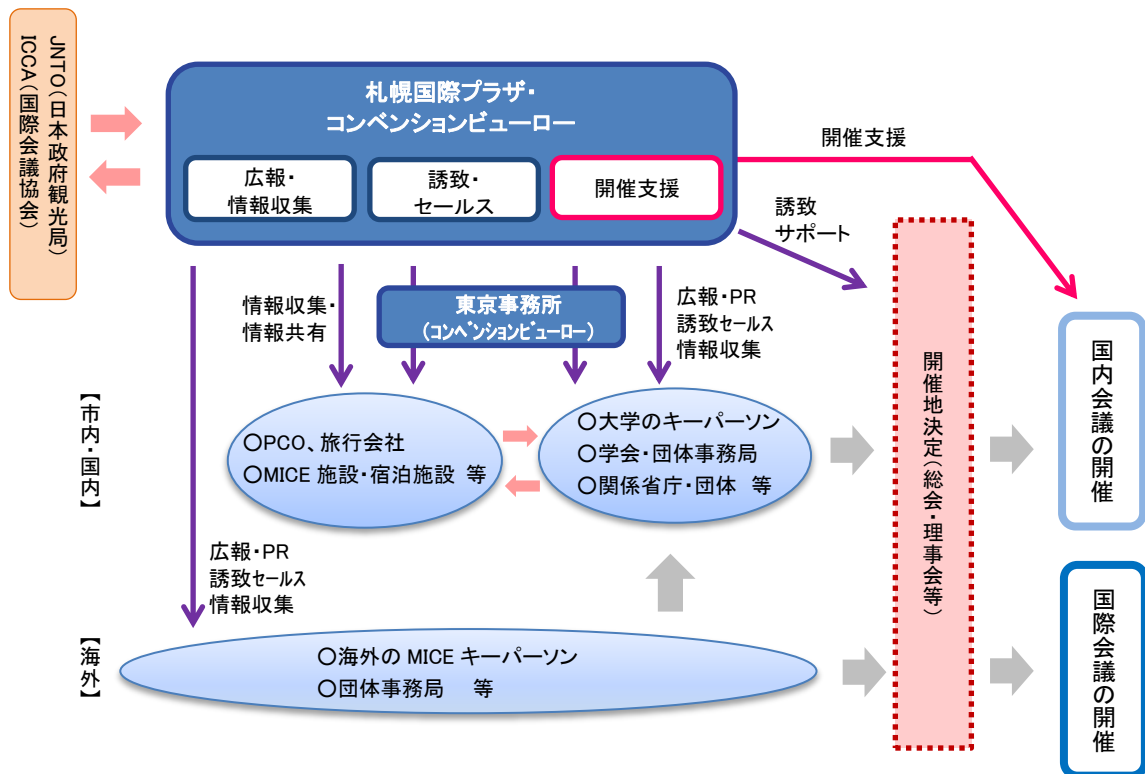 JNTO(日本政府観光局)
ICCA(国際会議協会)
札幌国際プラザ・
コンベンションビューロー
広報・
情報収集
誘致・
セールス
開催支援
開催支援
誘致
サポート
情報収集・
情報共有
東京事務所
(コンベンションビューロー)
広報・PR
誘致セールス
情報収集
【市内・国内】
○PCO、旅行会社
○MICE 施設・宿泊施設 等
○大学のキーパーソン
○学会・団体事務局
○関係省庁・団体 等
開催地決定(総会・理事会等)
国内会議の開催
広報・PR
誘致セールス
情報収集
【海外】
○海外の MICE キーパーソン
○団体事務局 等
国際会議の開催